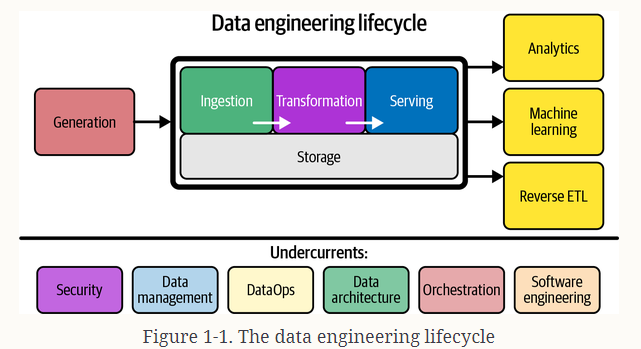 Data engineering lifecycle
Generation
Ingestion
Transformation
Serving
Storage
Analytics
Machine
learning
Reverse ETL
Undercurrents:
Security
Data
management
DataOps
Data
architecture
Orchestration
Software
engineering
Figure 1-1. The data engineering lifecycle